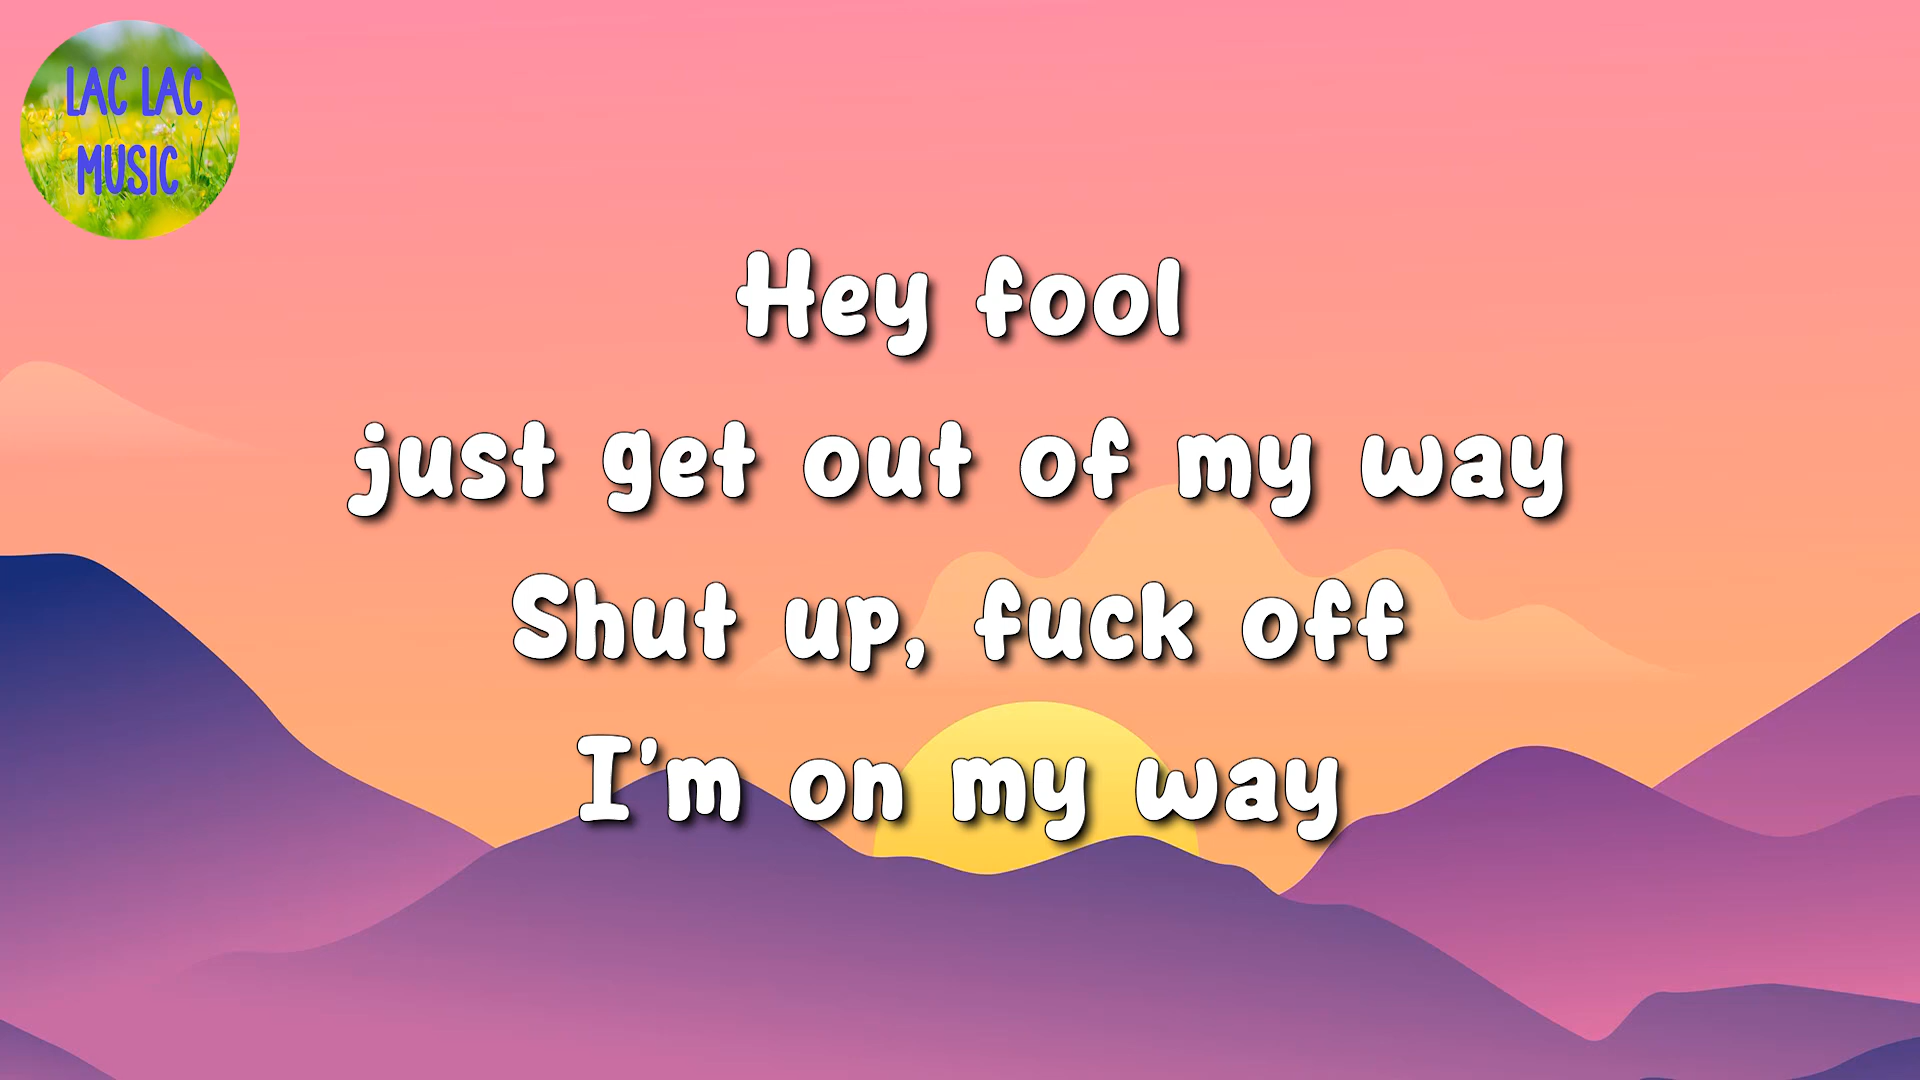 LAC LAC
MUSIC
Hey fool
just get out of my way
Shut up, fuck off
I'm on my way